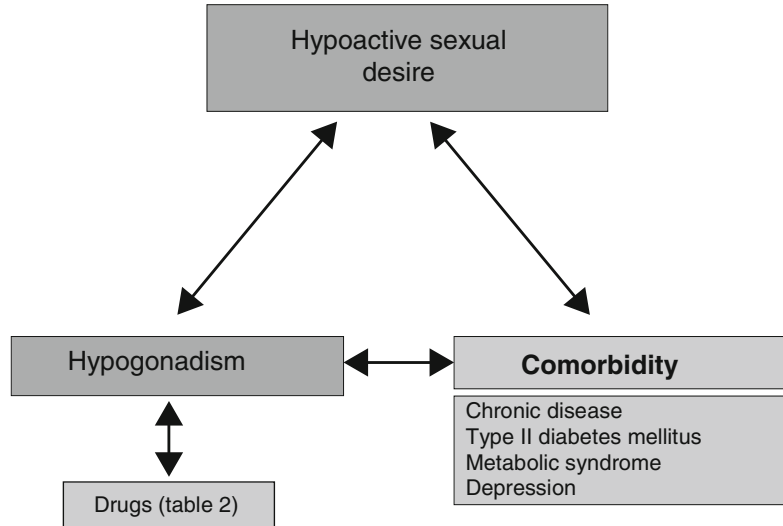 Hypoactive sexual
desire
Hypogonadism
Comorbidity
Chronic disease
Type II diabetes mellitus
Metabolic syndrome
Depression
Drugs (table 2)